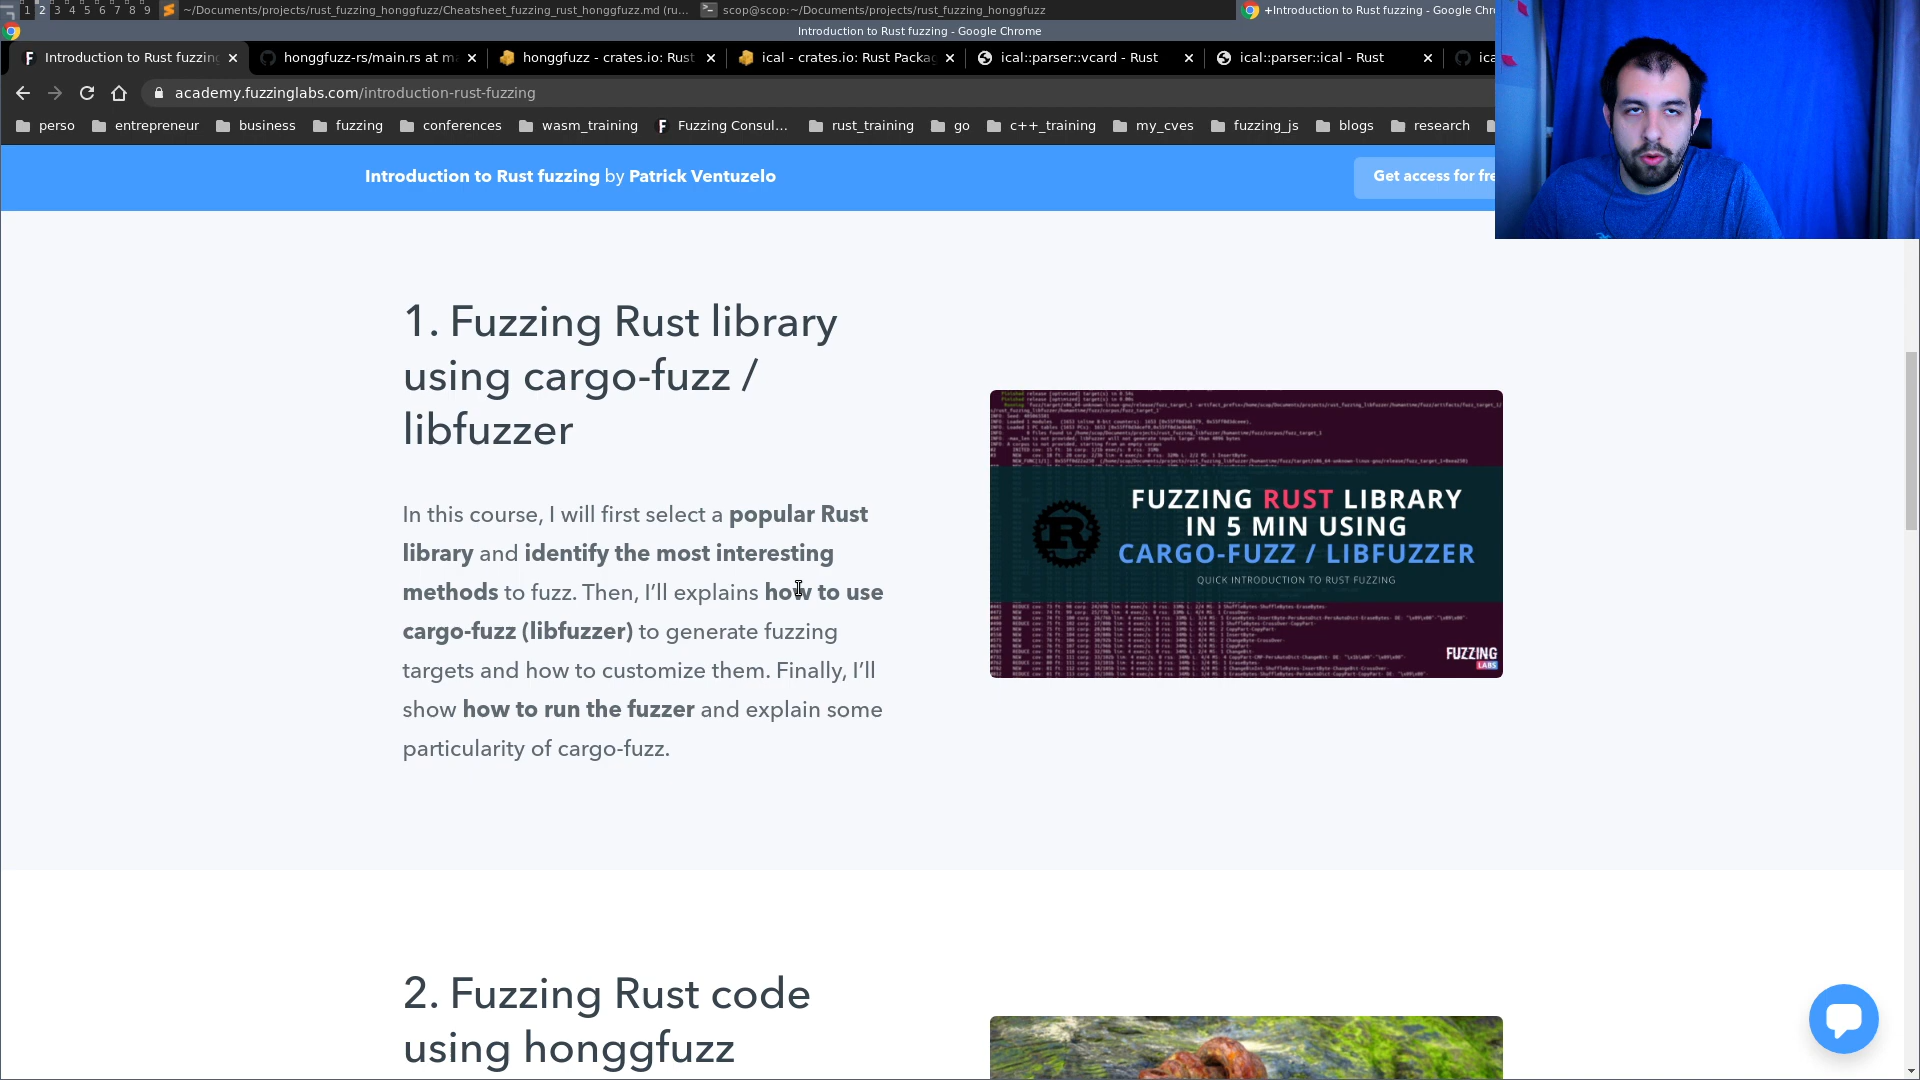 1 2 3 4 5 6 7 8 9 ~/Documents/projects/rust_fuzzing_honggfuzz/Cheatsheet_fuzzing_rust_honggfuzz.md (ru... scop@scop:~/Documents/projects/rust_fuzzing_honggfuzz +Introduction to Rust fuzzing - Google Chro
Introduction to Rust fuzzing - Google Chrome
Introduction to Rust fuzzing honggfuzz-rs/main.rs at ma honggfuzz - crates.io: Rust ical - crates.io: Rust Packag ical::parser::vcard - Rust ical::parser::ical - Rust ica
academy.fuzzinglabs.com/introduction-rust-fuzzing
perso entrepreneur business fuzzing conferences wasm_training Fuzzing Consul... rust_training go c++_training my_cves fuzzing_js blogs research
Introduction to Rust fuzzing by Patrick Ventuzelo
Get access for fre
1. Fuzzing Rust library
using cargo-fuzz /
libfuzzer
In this course, I will first select a popular Rust
library and identify the most interesting
methods to fuzz. Then, I’ll explains how to use
cargo-fuzz (libfuzzer) to generate fuzzing
targets and how to customize them. Finally, I’ll
show how to run the fuzzer and explain some
particularity of cargo-fuzz.
FUZZING RUST LIBRARY
IN 5 MIN USING
CARGO-FUZZ / LIBFUZZER
QUICK INTRODUCTION TO RUST FUZZING
FUZZING
LABS
2. Fuzzing Rust code
using honggfuzz